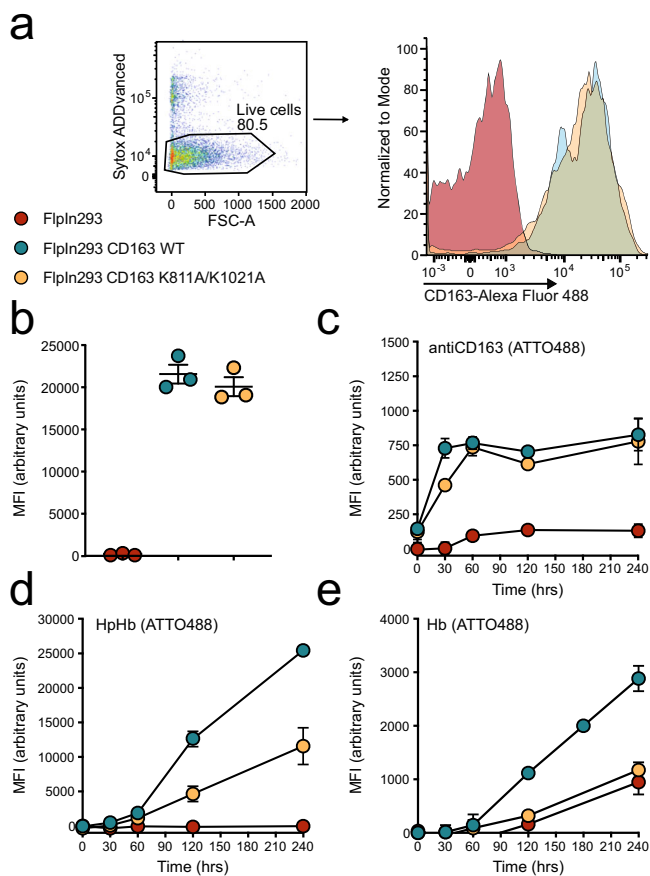 a
Sytox ADDvanced
10^5
10^4
0
Live cells
80.5
0 500 1000 1500 2000
FSC-A
Normalized to Mode
100
80
60
40
20
0
10^-3 0 10^3 10^4 10^5
CD163-Alexa Fluor 488
FlpIn293
FlpIn293 CD163 WT
FlpIn293 CD163 K811A/K1021A
b
MFI (arbitrary units)
25000
20000
15000
10000
5000
0
c
antiCD163 (ATTO488)
MFI (arbitrary units)
1500
1250
1000
750
500
250
0
0 30 60 90 120 150 180 210 240
Time (hrs)
d
HpHb (ATTO488)
MFI (arbitrary units)
30000
25000
20000
15000
10000
5000
0
0 30 60 90 120 150 180 210 240
Time (hrs)
e
Hb (ATTO488)
MFI (arbitrary units)
4000
3000
2000
1000
0
0 30 60 90 120 150 180 210 240
Time (hrs)